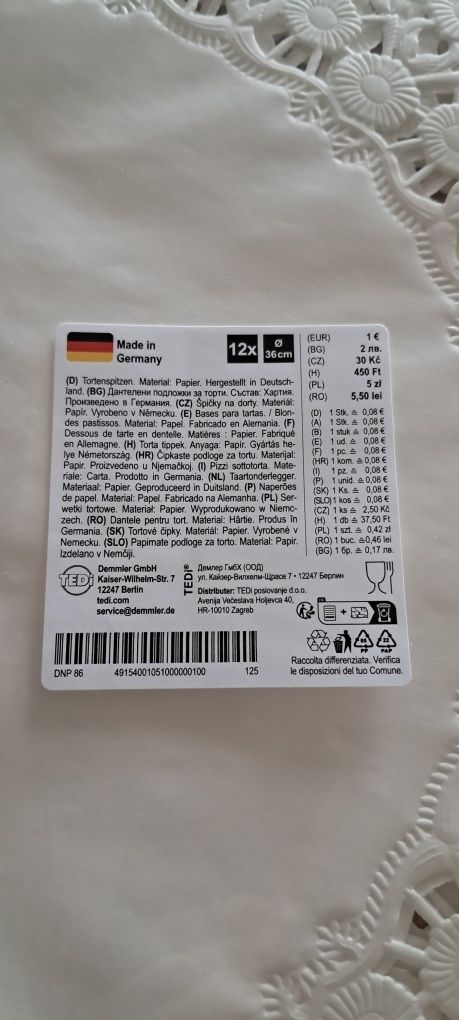 Made in
Germany
12x
Ø
36cm
(D) Tortenspitzen. Material: Papier. Hergestellt in Deutsch-
land. (BG) Дантелени подложки за торти. Състав: Хартия.
Произведено в Германия. (CZ) Špičky na dorty. Materiál:
Papír. Vyrobeno v Německu. (E) Bases para tartas. / Blon-
des pastissos. Material: Papel. Fabricado en Alemania. (F)
Dessous de tarte en dentelle. Matières : Papier. Fabriqué
en Allemagne. (H) Torta tippek. Anyaga: Papír. Gyártás he-
lye Németország. (HR) Čipkaste podloge za tortu. Materijal:
Papir. Proizvedeno u Njemačkoj. (I) Pizzi sottotorta. Mate-
riale: Carta. Prodotto in Germania. (NL) Taartonderlegger.
Materiaal: Papier. Geproduceerd in Duitsland. (P) Naperões
de papel. Material: Papel. Fabricado na Alemanha. (PL) Ser-
wetki tortowe. Materiał: Papier. Wyprodukowano w Niem-
czech. (RO) Dantele pentru tort. Material: Hârtie. Produs în
Germania. (SK) Tortové čipky. Materiál: Papier. Vyrobené v
Nemecku. (SLO) Papirnate podloge za torto. Material: Papir.
Izdelano v Nemčiji.
(EUR) 1 €
(BG) 2 лв.
(CZ) 30 Kč
(H) 450 Ft
(PL) 5 zł
(RO) 5,50 lei
(D) 1 Stk. ≙ 0,08 €
(A) 1 Stk. ≙ 0,08 €
(B) 1 stuk ≙ 0,08 €
(E) 1 ud. ≙ 0,08 €
(F) 1 pc. ≙ 0,08 €
(HR) 1 kom. ≙ 0,08 €
(I) 1 pz. ≙ 0,08 €
(P) 1 unid. ≙ 0,08 €
(SK) 1 Ks. ≙ 0,08 €
(SLO) 1 kos ≙ 0,08 €
(CZ) 1 ks ≙ 2,50 Kč
(H) 1 db ≙ 37,50 Ft
(PL) 1 szt. ≙ 0,42 zł
(RO) 1 buc. ≙ 0,46 lei
(BG) 1 бр. ≙ 0,17 лв.
TEDi
Demmler GmbH
Kaiser-Wilhelm-Str. 7
12247 Berlin
tedi.com
service@demmler.de
TEDi®
Демлер ГмбХ (ООД)
ул. Кайзер-Вилхелм-Щрасе 7 • 12247 Берлин
Distributer: TEDi poslovanje d.o.o.
Avenija Većeslava Holjevca 40,
HR-10010 Zagreb
PP
22
PAP
Raccolta differenziata. Verifica
le disposizioni del tuo Comune.
DNP 86 49154001051000000100 125